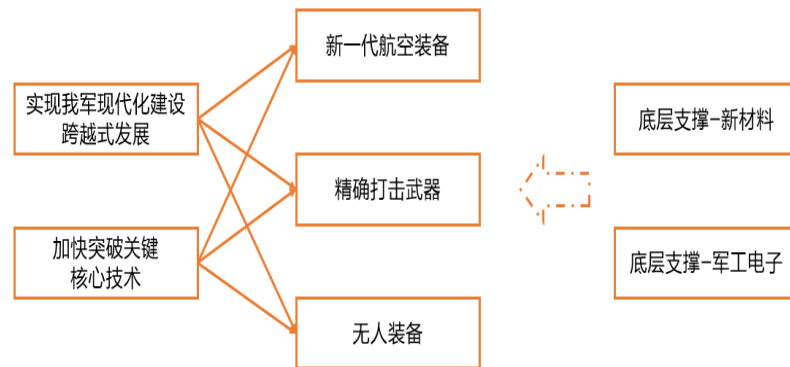 实现我军现代化建设
跨越式发展
加快突破关键
核心技术
新一代航空装备
精确打击武器
无人装备
底层支撑–新材料
底层支撑–军工电子